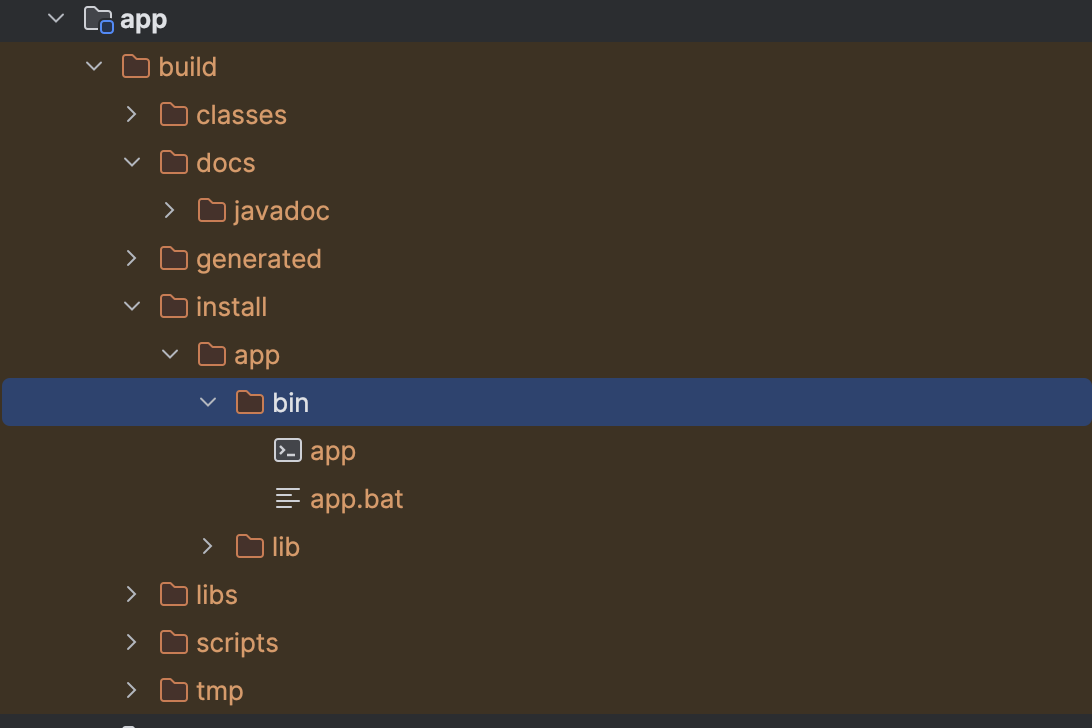 app
build
classes
docs
javadoc
generated
install
app
bin
app
app.bat
lib
libs
scripts
tmp